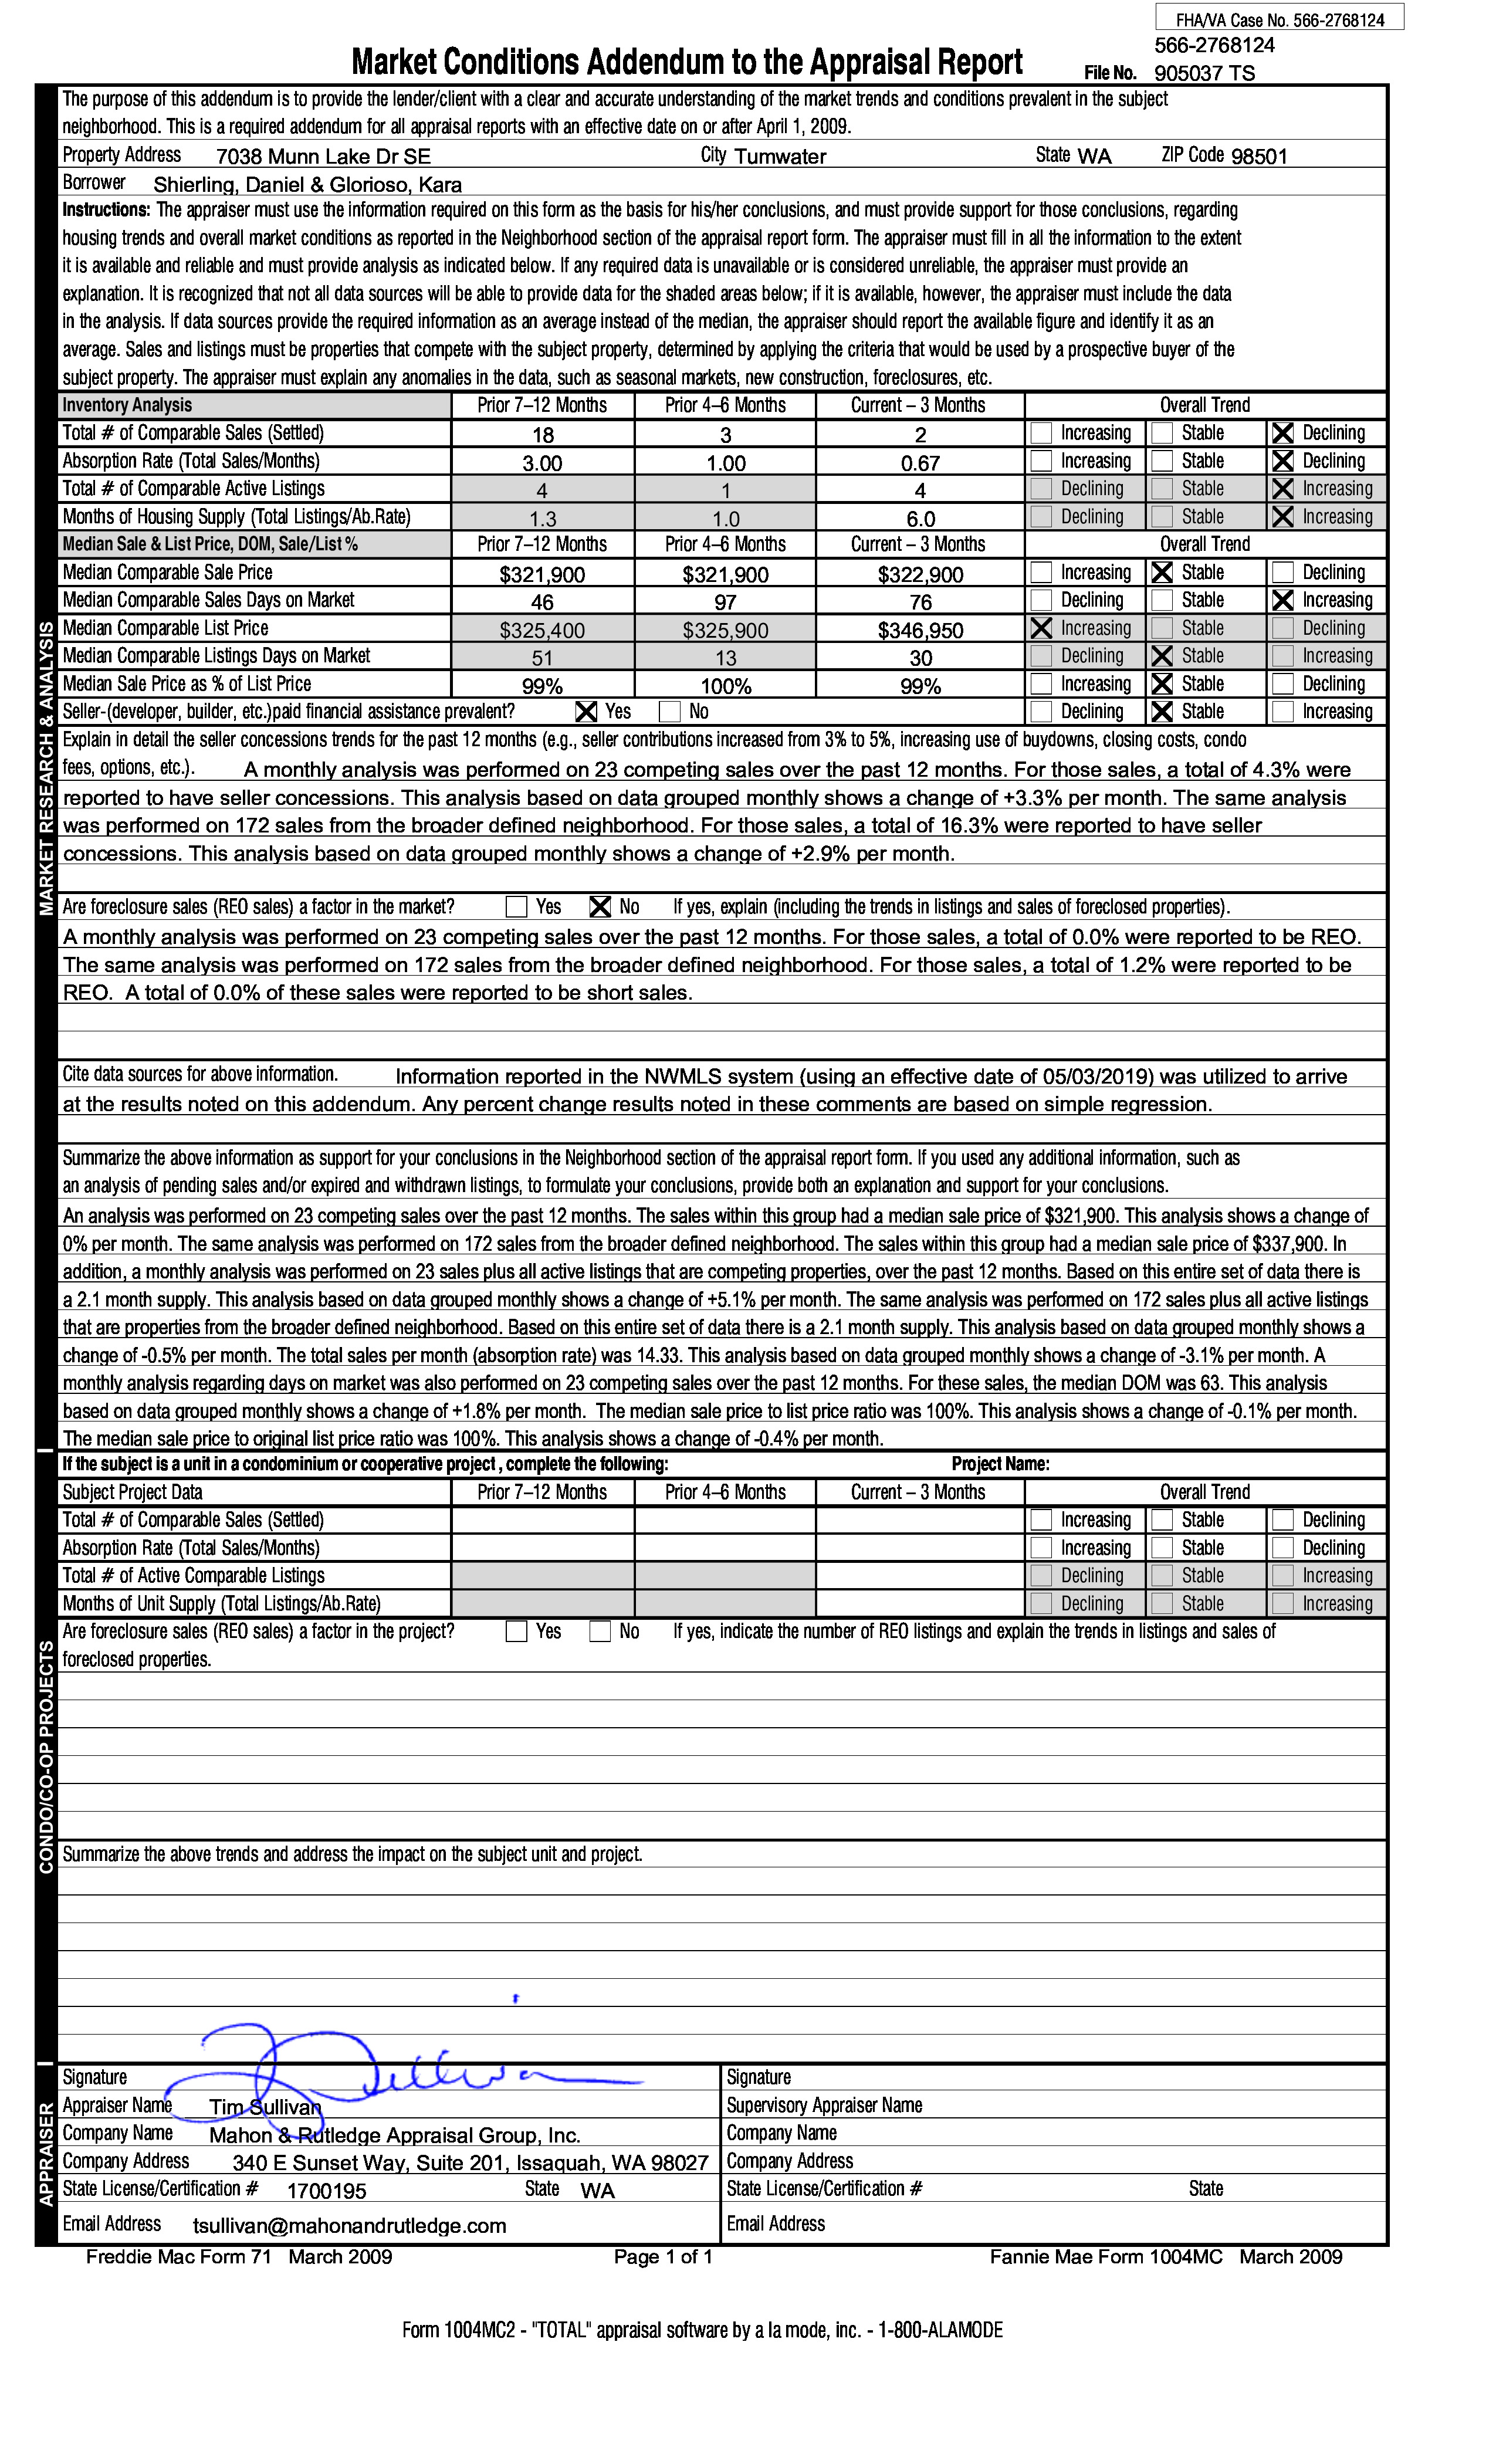 FHA/VA Case No. 566-2768124
566-2768124
Market Conditions Addendum to the Appraisal Report File No. 905037 TS
The purpose of this addendum is to provide the lender/client with a clear and accurate understanding of the market trends and conditions prevalent in the subject
neighborhood. This is a required addendum for all appraisal reports with an effective date on or after April 1, 2009.
Property Address 7038 Munn Lake Dr SE City Tumwater State WA ZIP Code 98501
Borrower Shierling, Daniel & Glorioso, Kara
Instructions: The appraiser must use the information required on this form as the basis for his/her conclusions, and must provide support for those conclusions, regarding
housing trends and overall market conditions as reported in the Neighborhood section of the appraisal report form. The appraiser must fill in all the information to the extent
it is available and reliable and must provide analysis as indicated below. If any required data is unavailable or is considered unreliable, the appraiser must provide an
explanation. It is recognized that not all data sources will be able to provide data for the shaded areas below; if it is available, however, the appraiser must include the data
in the analysis. If data sources provide the required information as an average instead of the median, the appraiser should report the available figure and identify it as an
average. Sales and listings must be properties that compete with the subject property, determined by applying the criteria that would be used by a prospective buyer of the
subject property. The appraiser must explain any anomalies in the data, such as seasonal markets, new construction, foreclosures, etc.
Inventory Analysis Prior 7–12 Months Prior 4–6 Months Current – 3 Months Overall Trend
Total # of Comparable Sales (Settled) 18 3 2 Increasing Stable X Declining
Absorption Rate (Total Sales/Months) 3.00 1.00 0.67 Increasing Stable X Declining
Total # of Comparable Active Listings 4 1 4 Declining Stable X Increasing
Months of Housing Supply (Total Listings/Ab.Rate) 1.3 1.0 6.0 Declining Stable X Increasing
Median Sale & List Price, DOM, Sale/List % Prior 7–12 Months Prior 4–6 Months Current – 3 Months Overall Trend
Median Comparable Sale Price $321,900 $321,900 $322,900 Increasing X Stable Declining
Median Comparable Sales Days on Market 46 97 76 Declining Stable X Increasing
Median Comparable List Price $325,400 $325,900 $346,950 X Increasing Stable Declining
Median Comparable Listings Days on Market 51 13 30 Declining X Stable Increasing
Median Sale Price as % of List Price 99% 100% 99% Increasing X Stable Declining
Seller-(developer, builder, etc.)paid financial assistance prevalent? X Yes No Declining X Stable Increasing
Explain in detail the seller concessions trends for the past 12 months (e.g., seller contributions increased from 3% to 5%, increasing use of buydowns, closing costs, condo
fees, options, etc.). A monthly analysis was performed on 23 competing sales over the past 12 months. For those sales, a total of 4.3% were
reported to have seller concessions. This analysis based on data grouped monthly shows a change of +3.3% per month. The same analysis
was performed on 172 sales from the broader defined neighborhood. For those sales, a total of 16.3% were reported to have seller
concessions. This analysis based on data grouped monthly shows a change of +2.9% per month.
MARKET RESEARCH & ANALYSIS
Are foreclosure sales (REO sales) a factor in the market? Yes X No If yes, explain (including the trends in listings and sales of foreclosed properties).
A monthly analysis was performed on 23 competing sales over the past 12 months. For those sales, a total of 0.0% were reported to be REO.
The same analysis was performed on 172 sales from the broader defined neighborhood. For those sales, a total of 1.2% were reported to be
REO. A total of 0.0% of these sales were reported to be short sales.
Cite data sources for above information. Information reported in the NWMLS system (using an effective date of 05/03/2019) was utilized to arrive
at the results noted on this addendum. Any percent change results noted in these comments are based on simple regression.
Summarize the above information as support for your conclusions in the Neighborhood section of the appraisal report form. If you used any additional information, such as
an analysis of pending sales and/or expired and withdrawn listings, to formulate your conclusions, provide both an explanation and support for your conclusions.
An analysis was performed on 23 competing sales over the past 12 months. The sales within this group had a median sale price of $321,900. This analysis shows a change of
0% per month. The same analysis was performed on 172 sales from the broader defined neighborhood. The sales within this group had a median sale price of $337,900. In
addition, a monthly analysis was performed on 23 sales plus all active listings that are competing properties, over the past 12 months. Based on this entire set of data there is
a 2.1 month supply. This analysis based on data grouped monthly shows a change of +5.1% per month. The same analysis was performed on 172 sales plus all active listings
that are properties from the broader defined neighborhood. Based on this entire set of data there is a 2.1 month supply. This analysis based on data grouped monthly shows a
change of -0.5% per month. The total sales per month (absorption rate) was 14.33. This analysis based on data grouped monthly shows a change of -3.1% per month. A
monthly analysis regarding days on market was also performed on 23 competing sales over the past 12 months. For these sales, the median DOM was 63. This analysis
based on data grouped monthly shows a change of +1.8% per month. The median sale price to list price ratio was 100%. This analysis shows a change of -0.1% per month.
The median sale price to original list price ratio was 100%. This analysis shows a change of -0.4% per month.
If the subject is a unit in a condominium or cooperative project , complete the following: Project Name:
Subject Project Data Prior 7–12 Months Prior 4–6 Months Current – 3 Months Overall Trend
Total # of Comparable Sales (Settled) Increasing Stable Declining
Absorption Rate (Total Sales/Months) Increasing Stable Declining
Total # of Active Comparable Listings Declining Stable Increasing
Months of Unit Supply (Total Listings/Ab.Rate) Declining Stable Increasing
Are foreclosure sales (REO sales) a factor in the project? Yes No If yes, indicate the number of REO listings and explain the trends in listings and sales of
foreclosed properties.
CONDO/CO-OP PROJECTS
Summarize the above trends and address the impact on the subject unit and project.
APPRAISER
Signature Signature
Appraiser Name Tim Sullivan Supervisory Appraiser Name
Company Name Mahon & Rutledge Appraisal Group, Inc. Company Name
Company Address 340 E Sunset Way, Suite 201, Issaquah, WA 98027 Company Address
State License/Certification # 1700195 State WA State License/Certification # State
Email Address tsullivan@mahonandrutledge.com Email Address
Freddie Mac Form 71 March 2009 Page 1 of 1 Fannie Mae Form 1004MC March 2009
Form 1004MC2 - "TOTAL" appraisal software by a la mode, inc. - 1-800-ALAMODE